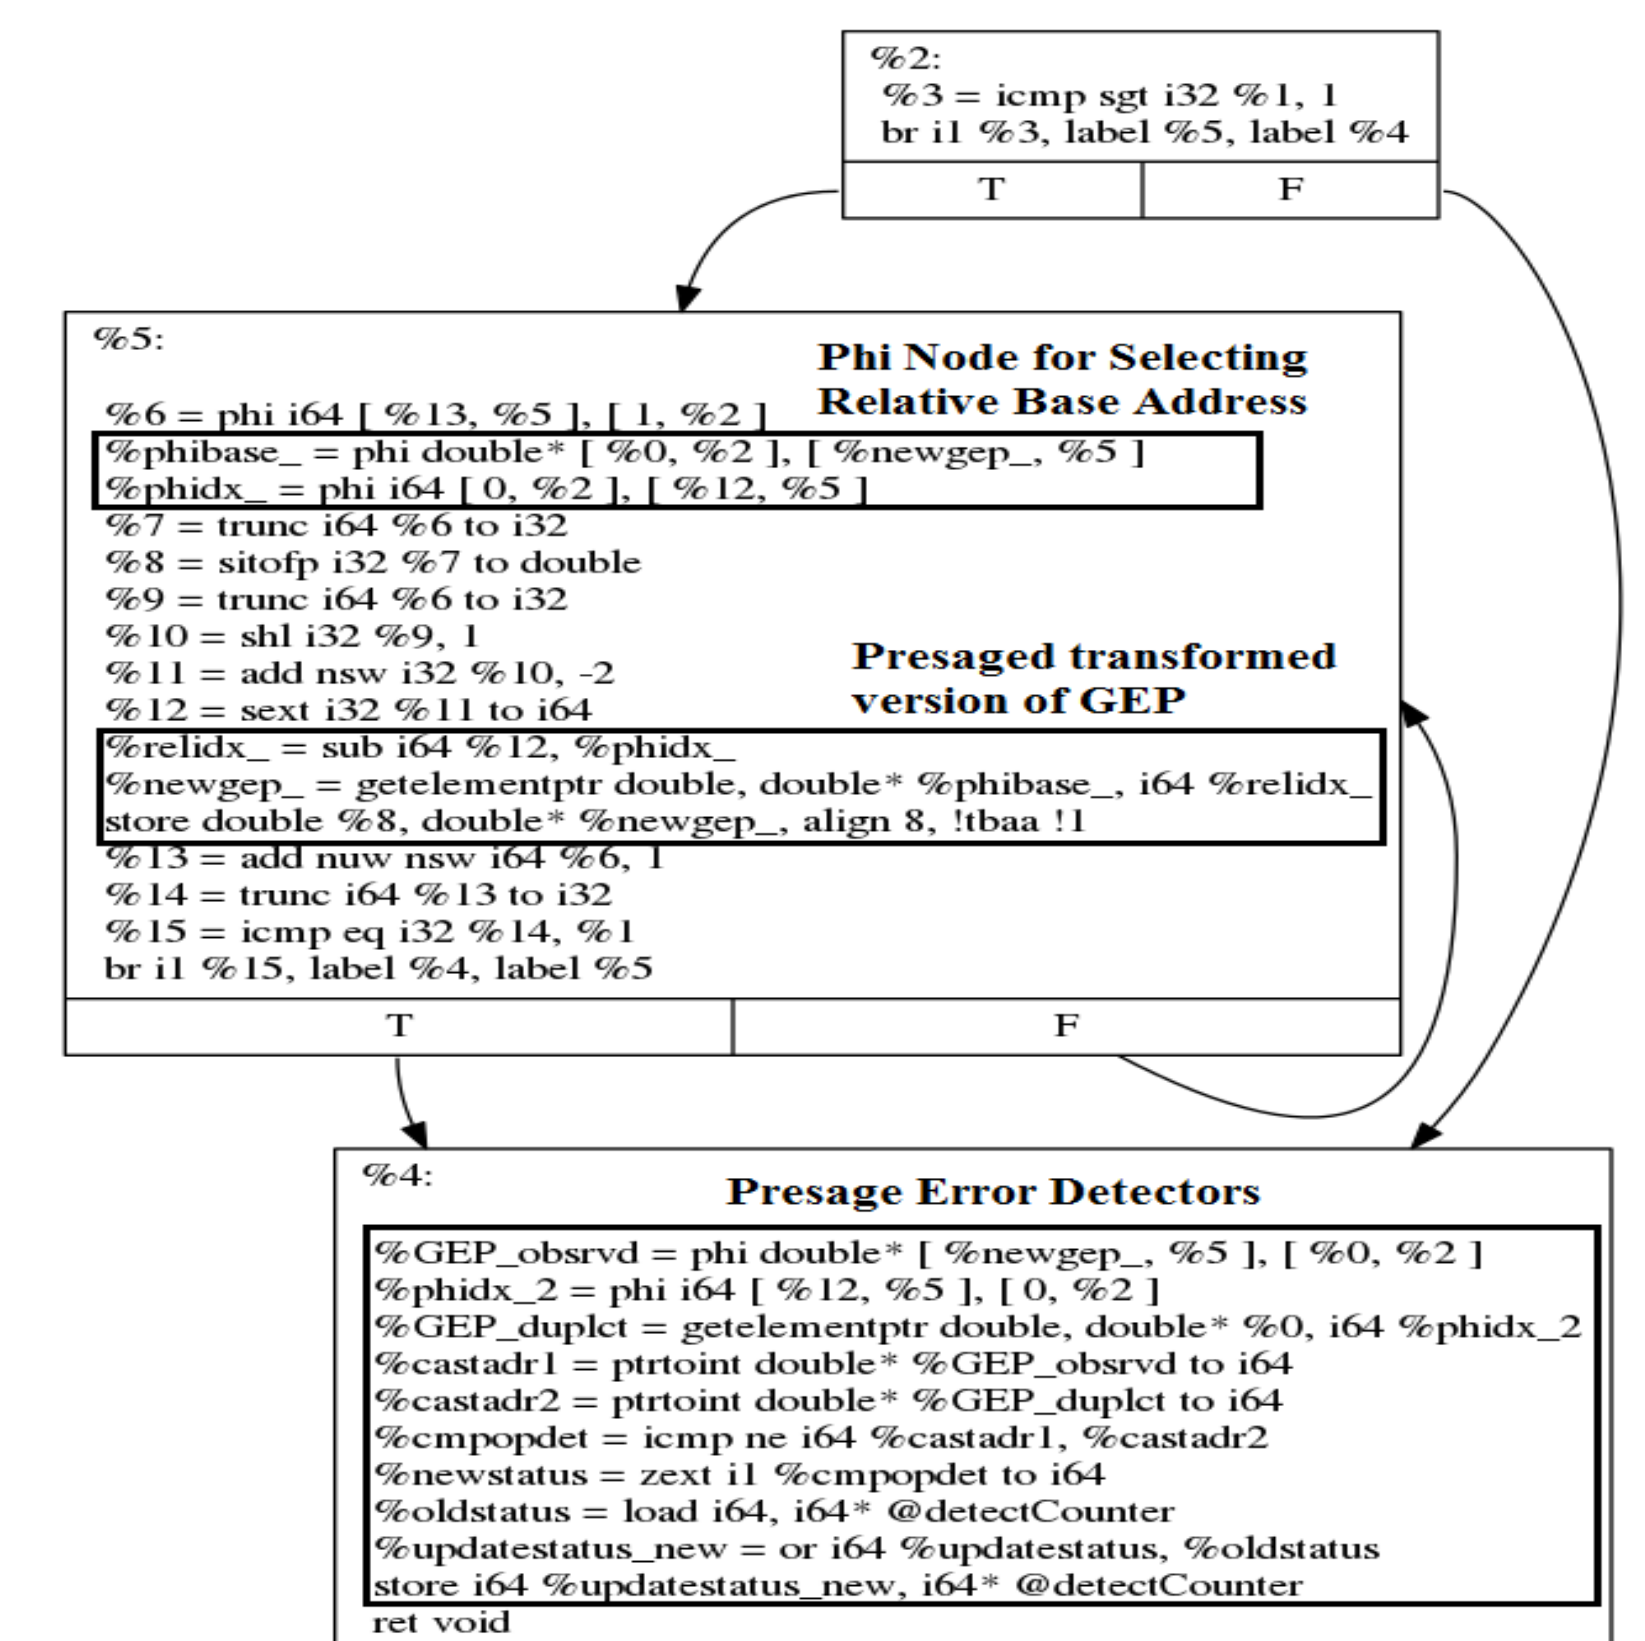 %2:
%3 = icmp sgt i32 %1, 1
br i1 %3, label %5, label %4
T
F
%5:
Phi Node for Selecting
Relative Base Address
%6 = phi i64 [ %13, %5 ], [ 1, %2 ]
%phibase_ = phi double* [ %0, %2 ], [ %newgep_, %5 ]
%phidx_ = phi i64 [ 0, %2 ], [ %12, %5 ]
%7 = trunc i64 %6 to i32
%8 = sitofp i32 %7 to double
%9 = trunc i64 %6 to i32
%10 = shl i32 %9, 1
%11 = add nsw i32 %10, -2
%12 = sext i32 %11 to i64
Presaged transformed
version of GEP
%relidx_ = sub i64 %12, %phidx_
%newgep_ = getelementptr double, double* %phibase_, i64 %relidx_
store double %8, double* %newgep_, align 8, !tbaa !1
%13 = add nuw nsw i64 %6, 1
%14 = trunc i64 %13 to i32
%15 = icmp eq i32 %14, %1
br i1 %15, label %4, label %5
T
F
%4:
Presage Error Detectors
%GEP_obsrvd = phi double* [ %newgep_, %5 ], [ %0, %2 ]
%phidx_2 = phi i64 [ %12, %5 ], [ 0, %2 ]
%GEP_duplct = getelementptr double, double* %0, i64 %phidx_2
%castadr1 = ptrtoint double* %GEP_obsrvd to i64
%castadr2 = ptrtoint double* %GEP_duplct to i64
%cmpopdet = icmp ne i64 %castadr1, %castadr2
%newstatus = zext i1 %cmpopdet to i64
%oldstatus = load i64, i64* @detectCounter
%updatestatus_new = or i64 %updatestatus, %oldstatus
store i64 %updatestatus_new, i64* @detectCounter
ret void